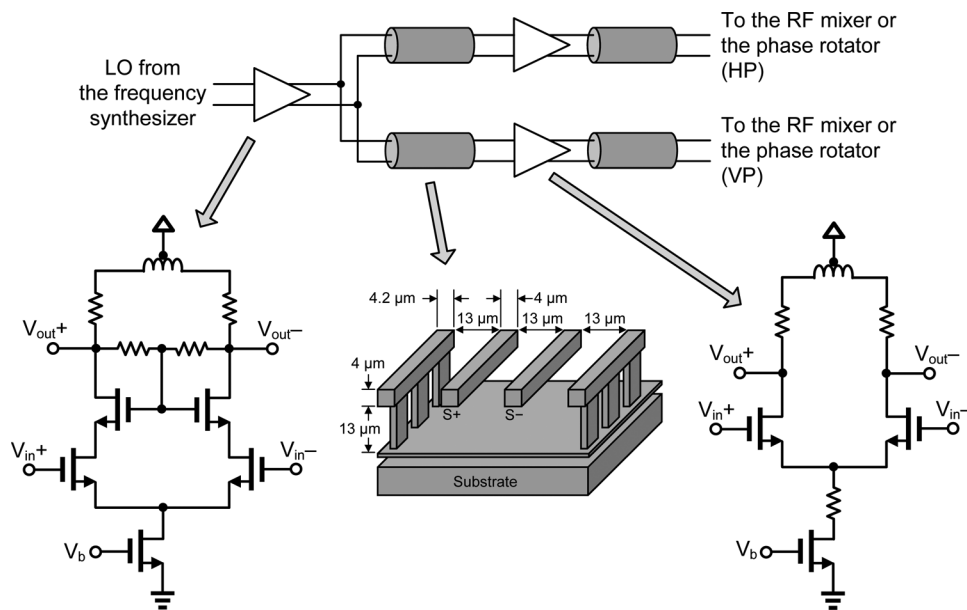 LO from
the frequency
synthesizer
To the RF mixer or
the phase rotator
(HP)
To the RF mixer or
the phase rotator
(VP)
Vout+
Vout−
Vin+
Vin−
Vb
4.2 µm
4 µm
13 µm
13 µm
13 µm
4 µm
13 µm
S+
S−
Substrate
Vout+
Vout−
Vin+
Vin−
Vb